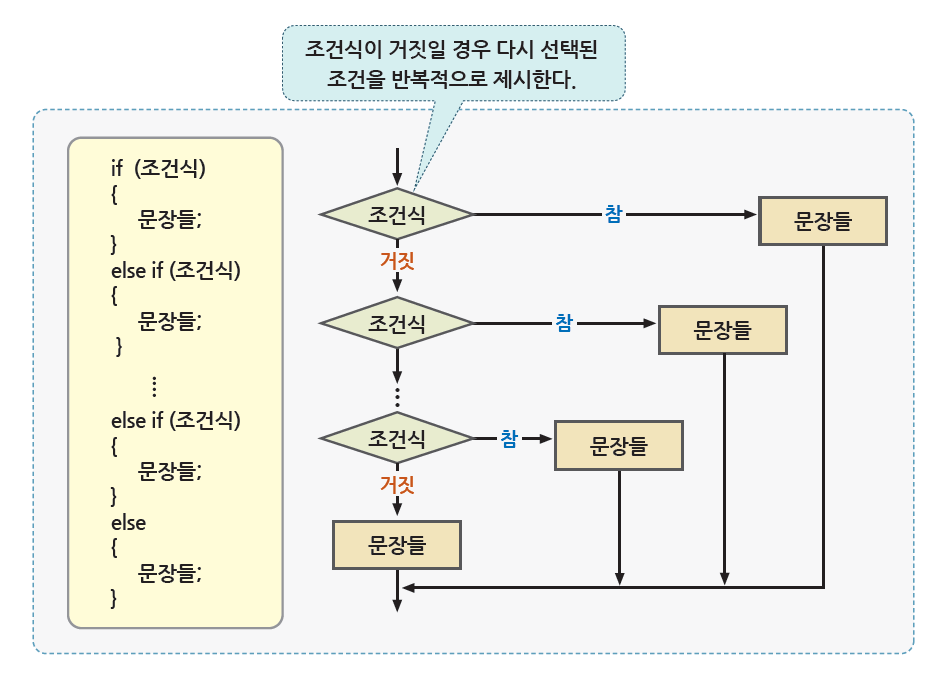 조건식이 거짓일 경우 다시 선택된
조건을 반복적으로 제시한다.
if (조건식)
{
문장들;
}
else if (조건식)
{
문장들;
}
⋮
else if (조건식)
{
문장들;
}
else
{
문장들;
}
조건식
참
문장들
거짓
조건식
참
문장들
⋮
조건식
참
문장들
거짓
문장들